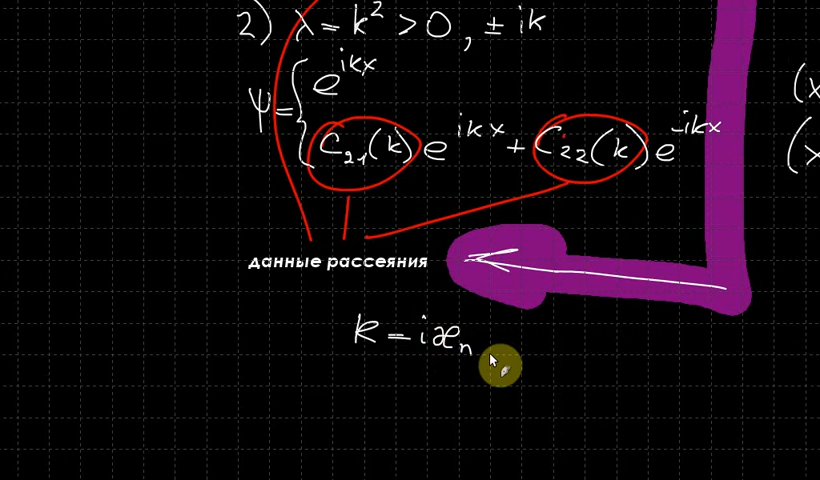 2) λ = k² > 0, ± ik
ψ = { e^{ikx} (x
C₂₁(k) e^{ikx} + C₂₂(k) e^{-ikx} (x
данные рассеяния
k = iæₙ